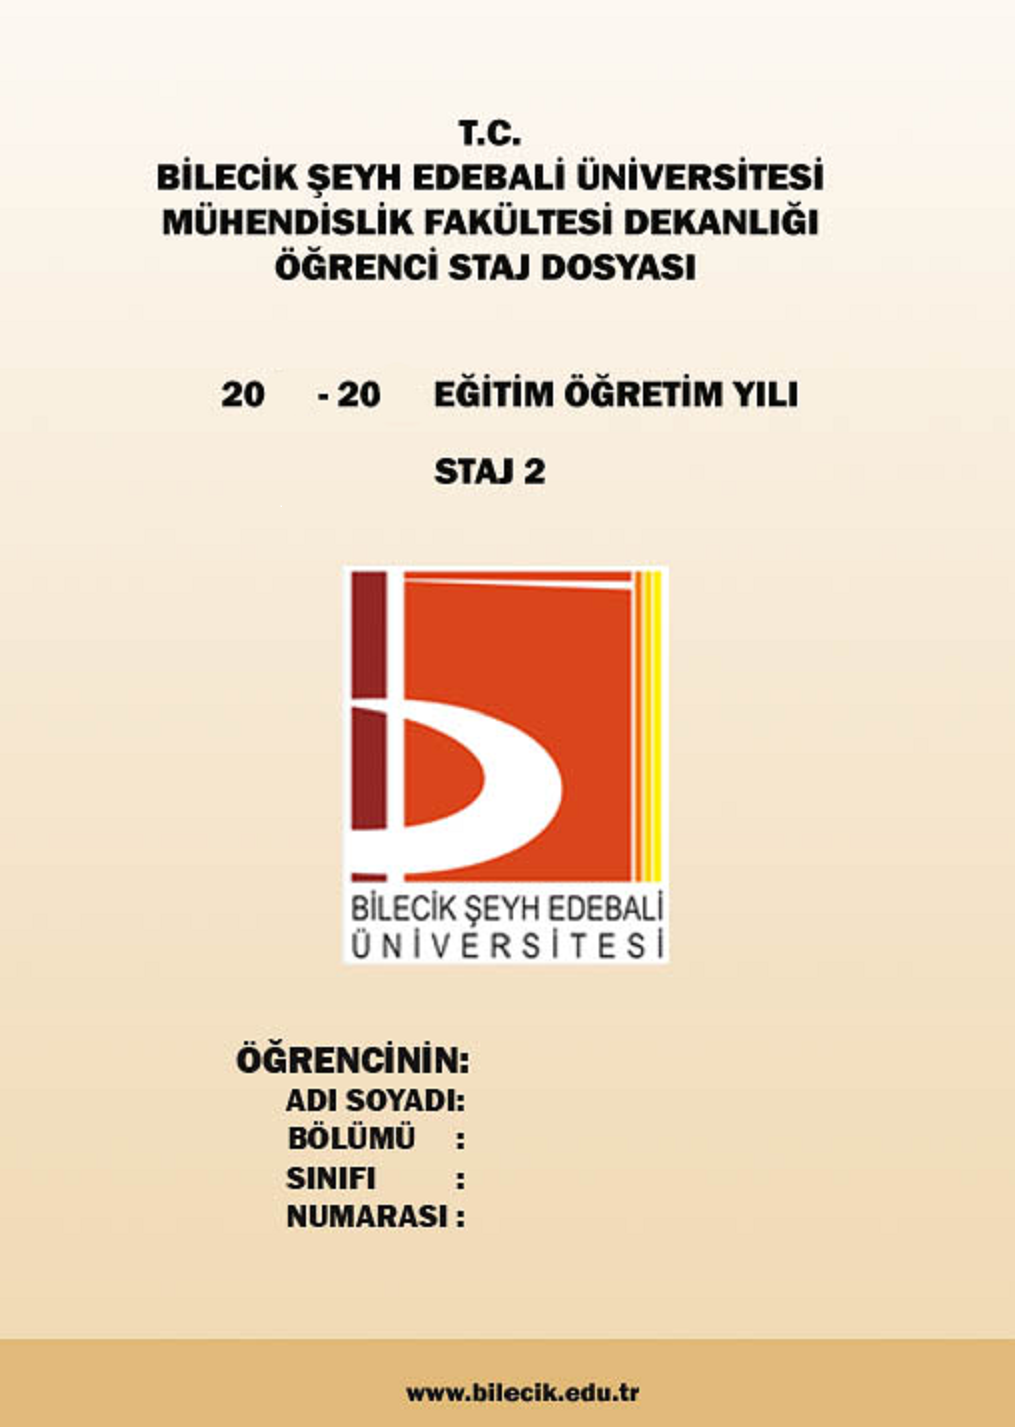 T.C.
BİLECİK ŞEYH EDEBALİ ÜNİVERSİTESİ
MÜHENDİSLİK FAKÜLTESİ DEKANLIĞI
ÖĞRENCİ STAJ DOSYASI
20 - 20 EĞİTİM ÖĞRETİM YILI
STAJ 2
BİLECİK ŞEYH EDEBALİ
ÜNİVERSİTESİ
ÖĞRENCİNİN:
ADI SOYADI:
BÖLÜMÜ :
SINIFI :
NUMARASI :
www.bilecik.edu.tr